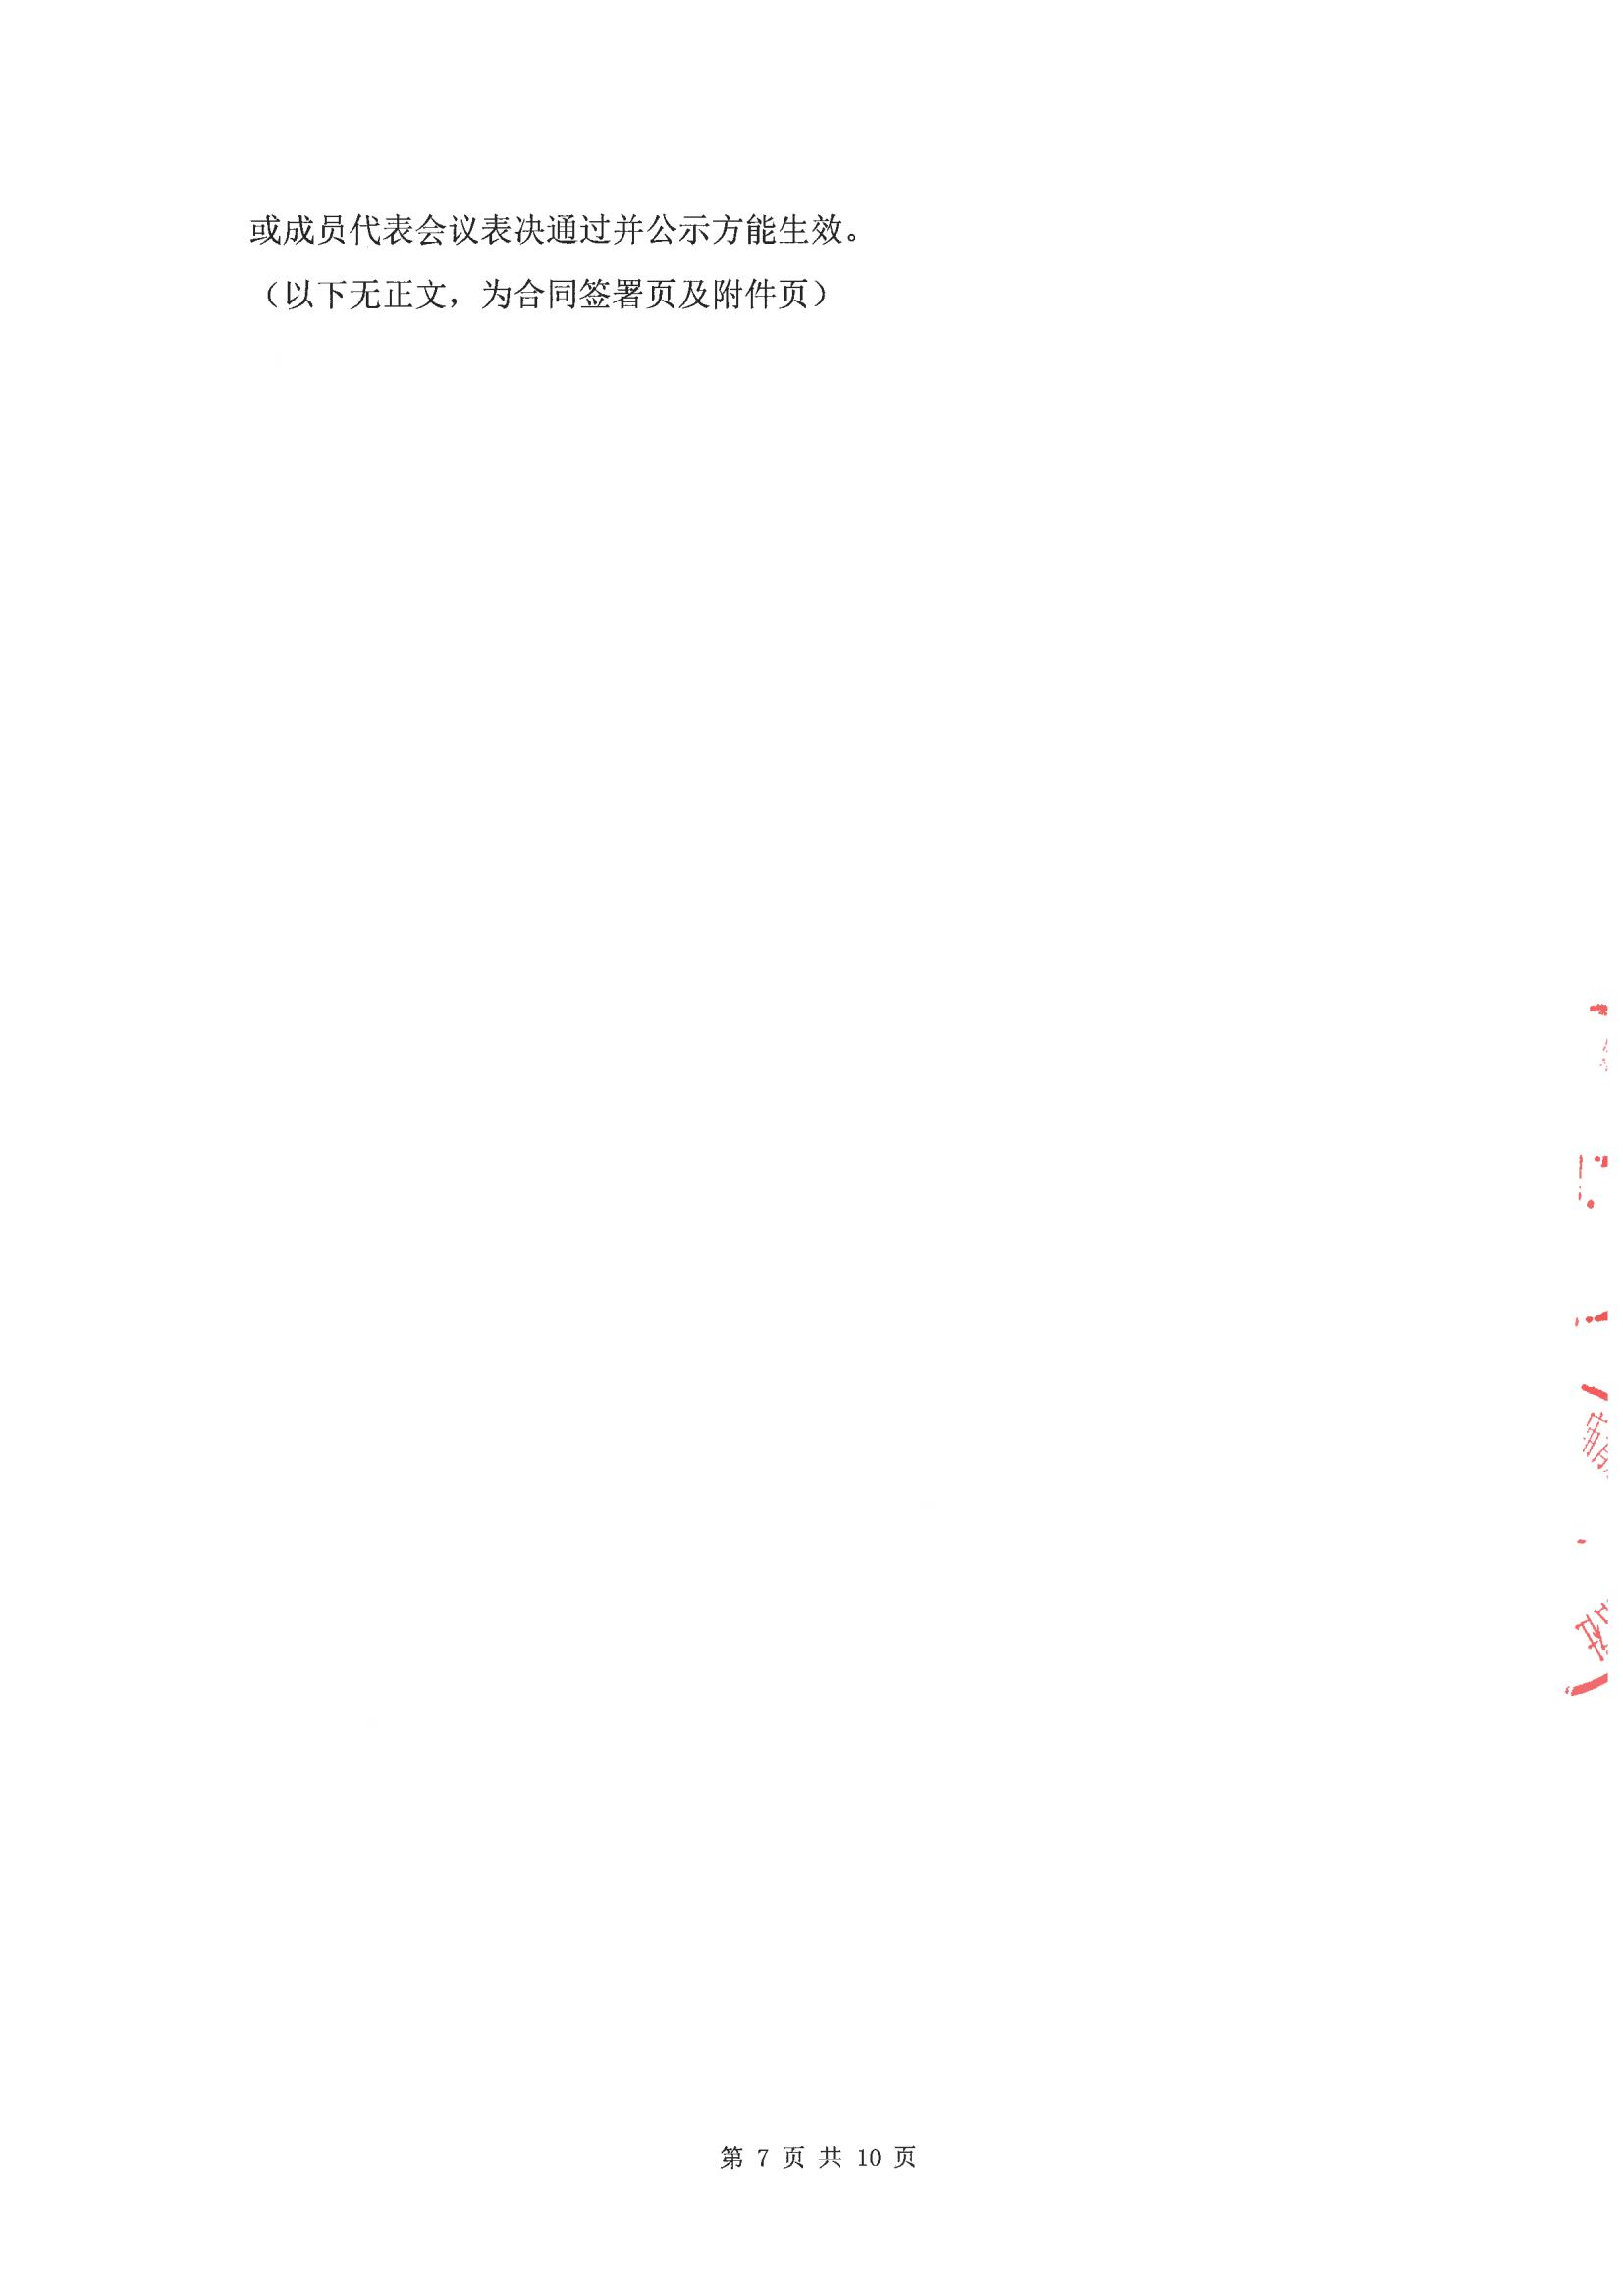 或成员代表会议表决通过并公示方能生效。
（以下无正文，为合同签署页及附件页）
第 7 页 共 10 页